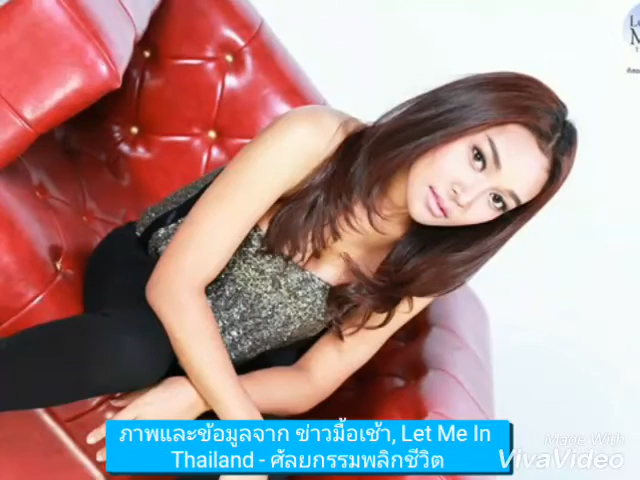 Le
M
T
ภาพและข้อมูลจาก ข่าวมื้อเช้า, Let Me In
Thailand - ศัลยกรรมพลิกชีวิต
Made With
VivaVideo